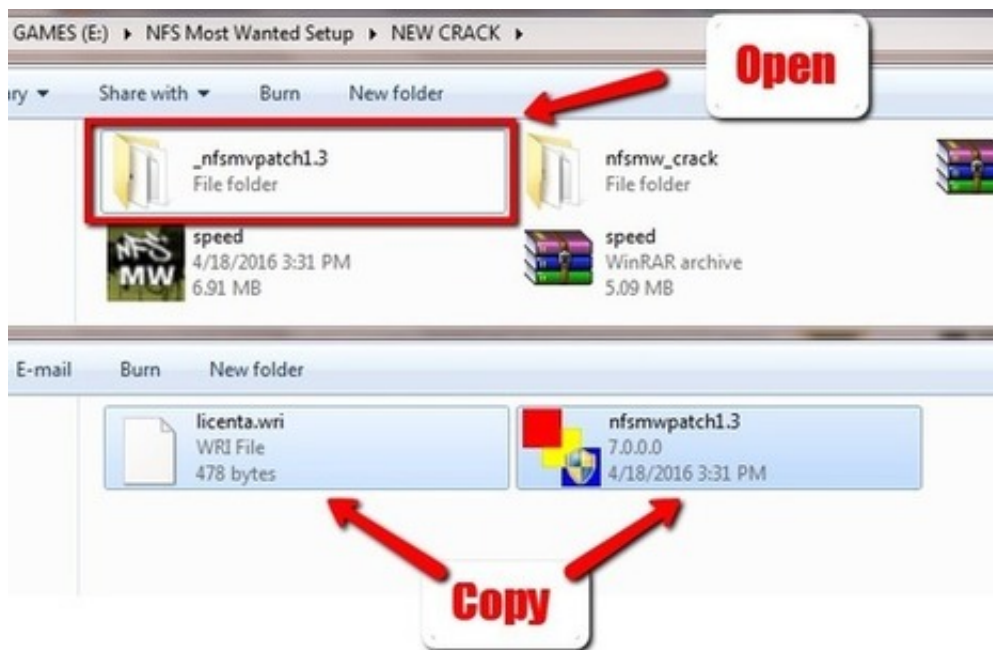 GAMES (E:) ▸ NFS Most Wanted Setup ▸ NEW CRACK ▸
Open
ry Share with Burn New folder
_nfsmvpatch1.3
File folder
nfsmw_crack
File folder
NFS
MW
speed
4/18/2016 3:31 PM
6.91 MB
speed
WinRAR archive
5.09 MB
E-mail Burn New folder
licenta.wri
WRI File
478 bytes
nfsmwpatch1.3
7.0.0.0
4/18/2016 3:31 PM
Copy